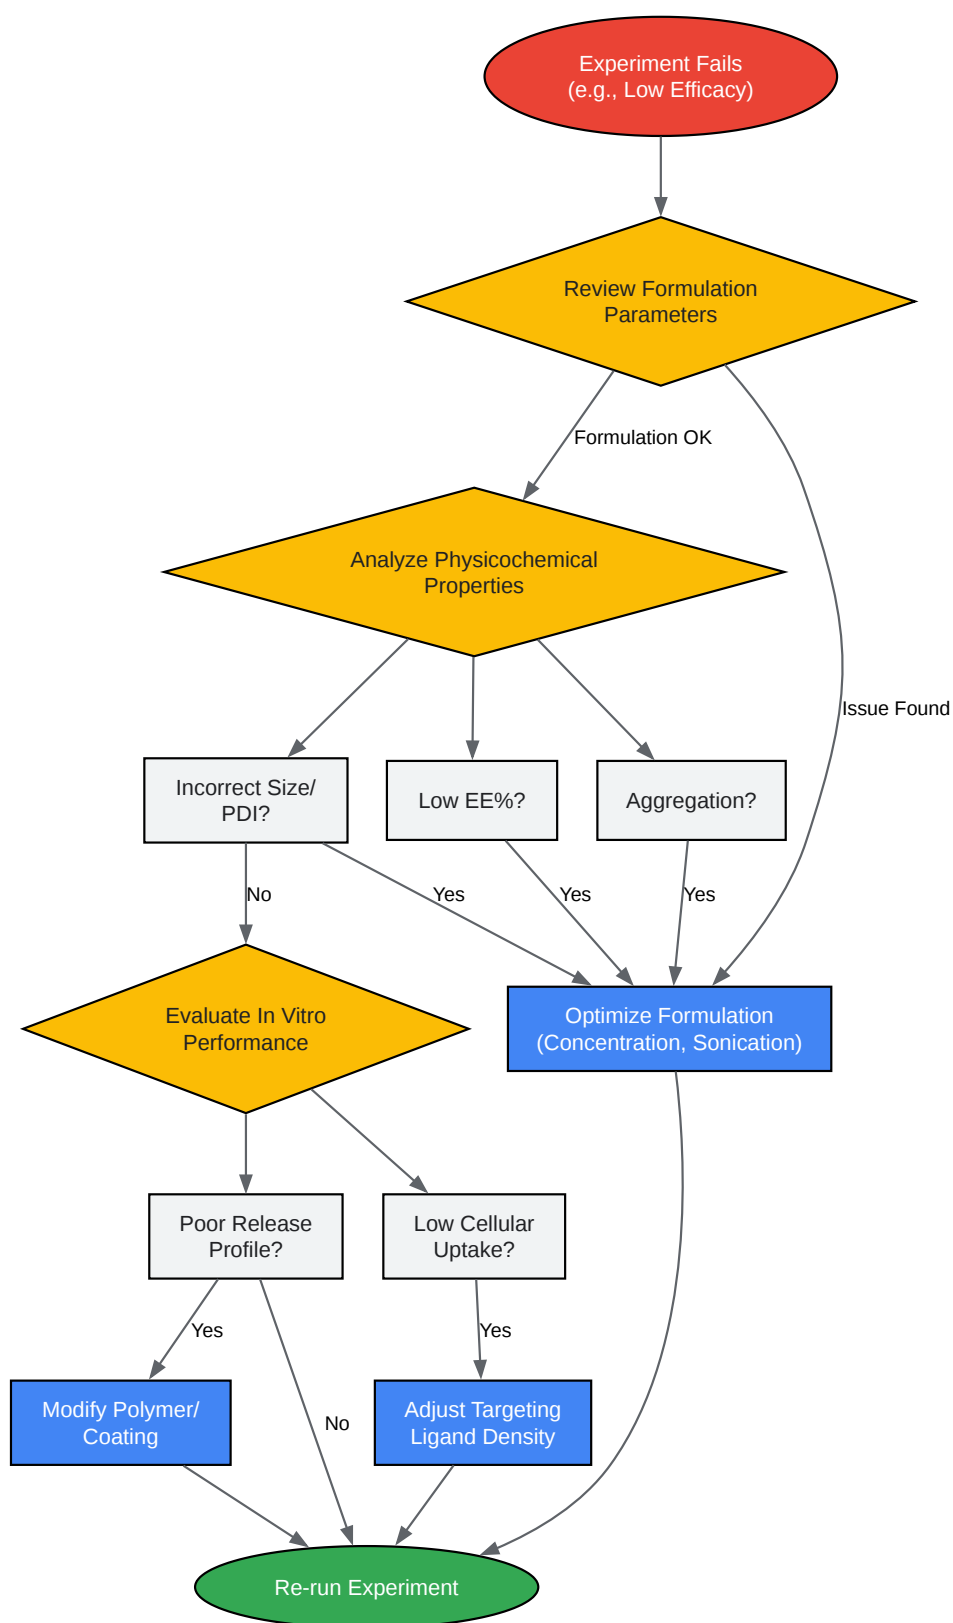 Experiment Fails
(e.g., Low Efficacy)
Review Formulation
Parameters
Formulation OK
Analyze Physicochemical
Properties
Issue Found
Incorrect Size/
PDI?
Low EE%?
Aggregation?
No
Yes
Yes
Yes
Evaluate In Vitro
Performance
Optimize Formulation
(Concentration, Sonication)
Poor Release
Profile?
Low Cellular
Uptake?
Yes
Yes
Modify Polymer/
Coating
No
Adjust Targeting
Ligand Density
Re-run Experiment